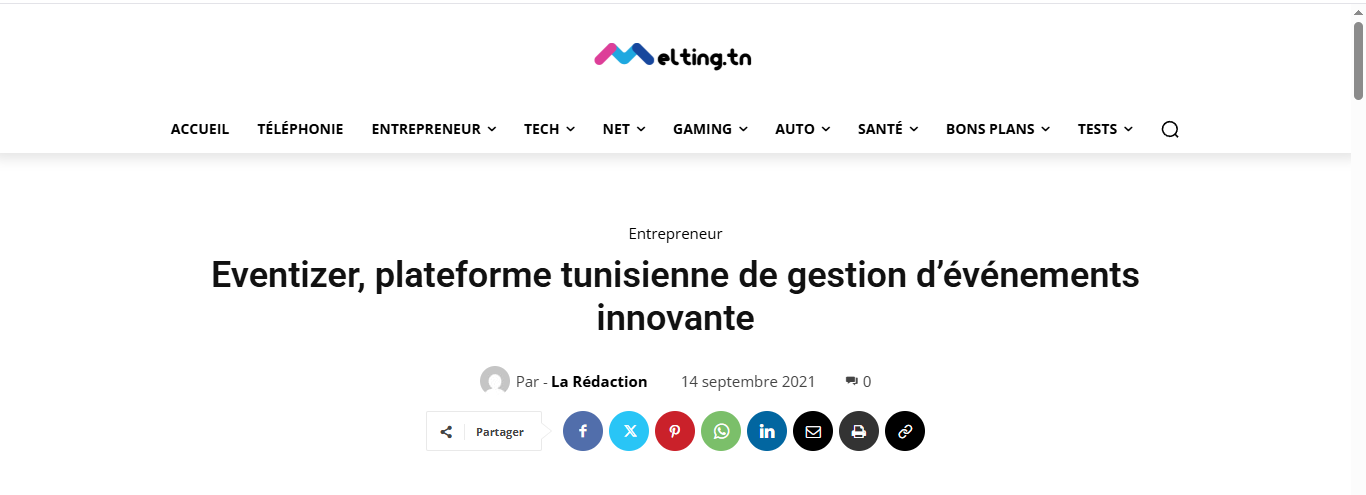 Melting.tn
ACCUEIL TÉLÉPHONIE ENTREPRENEUR TECH NET GAMING AUTO SANTÉ BONS PLANS TESTS
Entrepreneur
Eventizer, plateforme tunisienne de gestion d’événements
innovante
Par - La Rédaction 14 septembre 2021 0
Partager